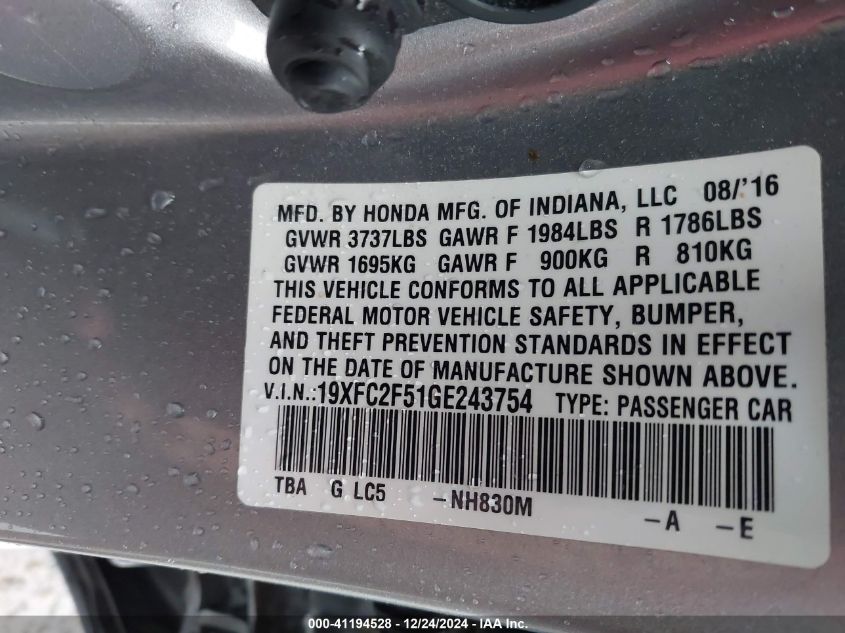 MFD. BY HONDA MFG. OF INDIANA, LLC 08/'16
GVWR 3737LBS GAWR F 1984LBS R 1786LBS
GVWR 1695KG GAWR F 900KG R 810KG
THIS VEHICLE CONFORMS TO ALL APPLICABLE
FEDERAL MOTOR VEHICLE SAFETY, BUMPER,
AND THEFT PREVENTION STANDARDS IN EFFECT
ON THE DATE OF MANUFACTURE SHOWN ABOVE.
V.I.N.:19XFC2F51GE243754 TYPE: PASSENGER CAR
TBA G LC5 -NH830M -A -E
000-41194528 - 12/24/2024 - IAAI.COM